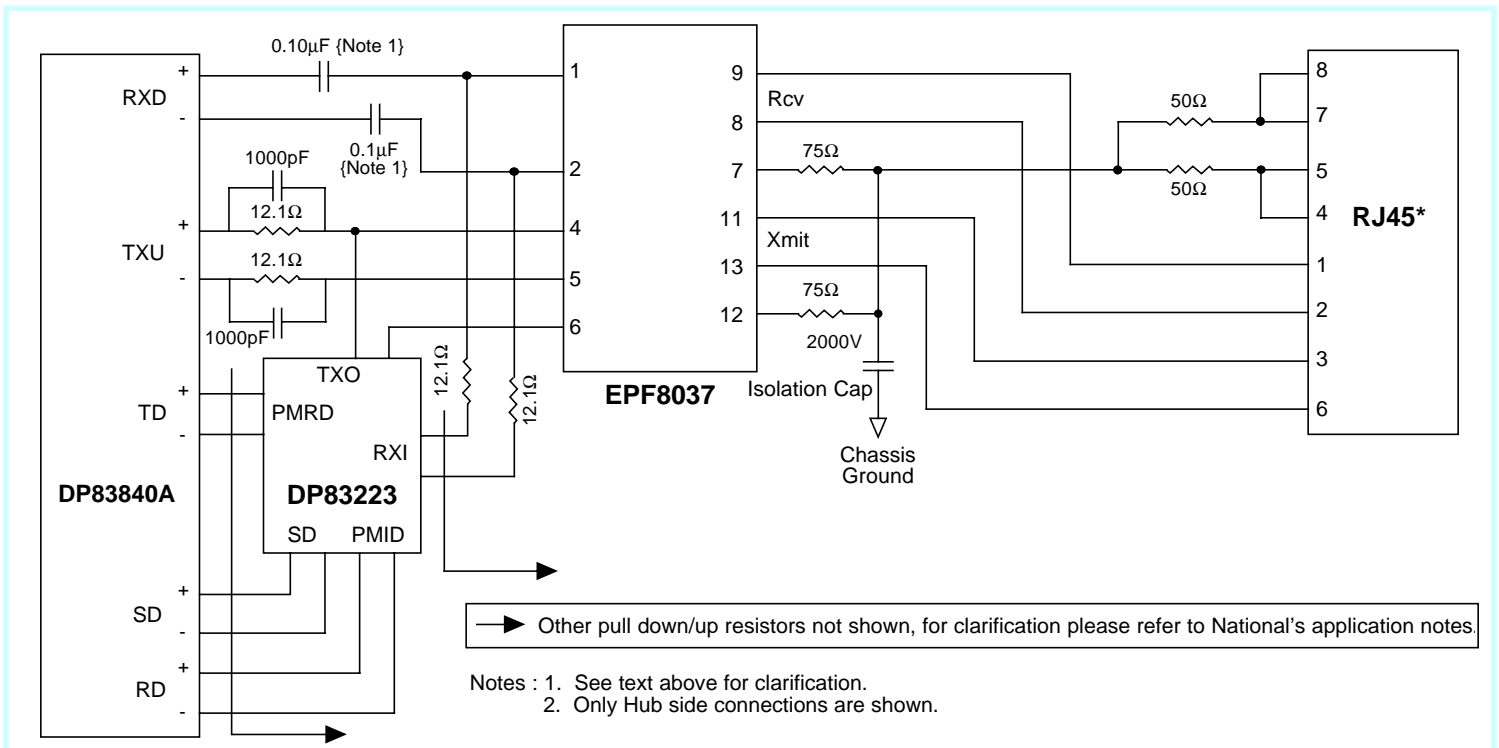 0.10µF {Note 1}
+
RXD
-
0.1µF
{Note 1}
1000pF
12.1Ω
+
TXU
-
12.1Ω
1000pF
TXO
+
TD
-
PMRD
RXI
12.1Ω
12.1Ω
DP83840A
DP83223
SD
PMID
+
SD
-
+
RD
-
1
2
4
5
6
9
Rcv
8
7
11
Xmit
13
12
EPF8037
75Ω
75Ω
2000V
Isolation Cap
Chassis
Ground
50Ω
50Ω
8
7
5
4
RJ45*
1
2
3
6
Other pull down/up resistors not shown, for clarification please refer to National's application notes.
Notes : 1. See text above for clarification.
2. Only Hub side connections are shown.